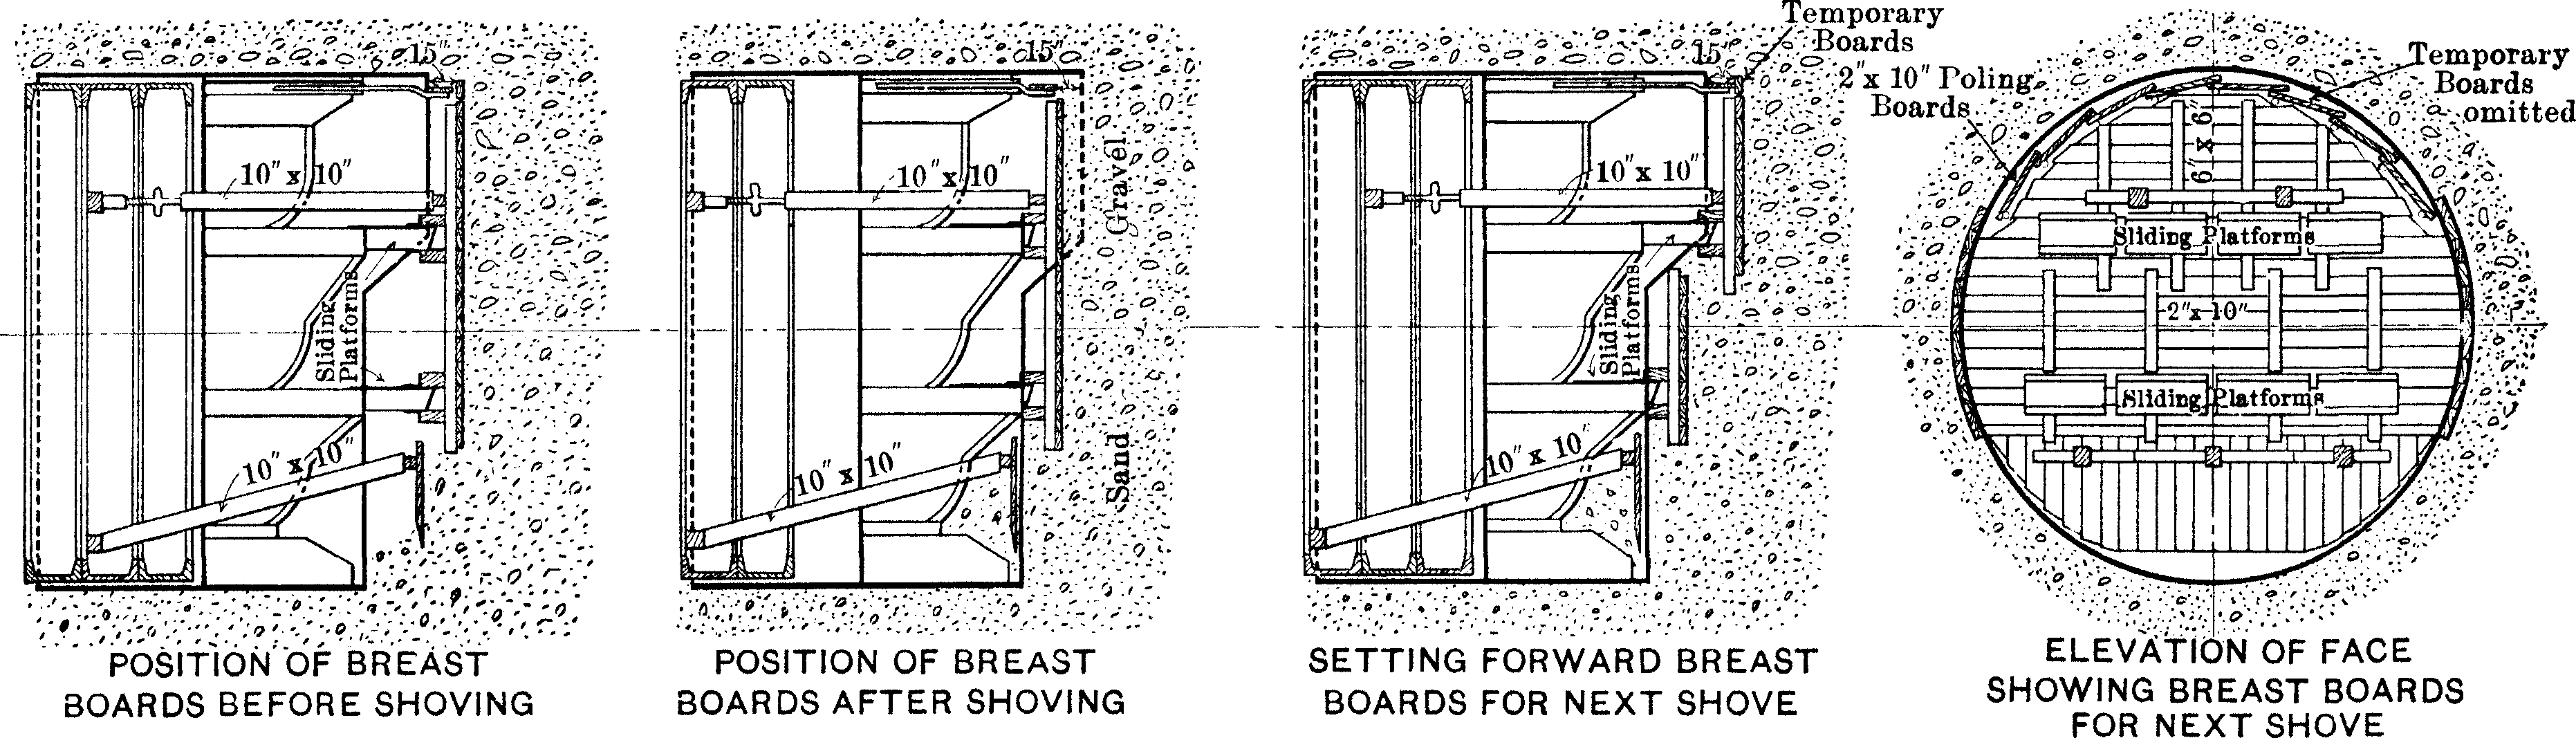 15"
10" x 10"
Sliding
Platforms
10" x 10"
POSITION OF BREAST
BOARDS BEFORE SHOVING
15"
10" x 10"
Gravel
Sand
10" x 10"
POSITION OF BREAST
BOARDS AFTER SHOVING
Temporary
Boards
15"
10" x 10"
Sliding
Platforms
10" x 10"
SETTING FORWARD BREAST
BOARDS FOR NEXT SHOVE
2" x 10" Poling
Boards
Temporary
Boards
omitted
6" x 6"
Sliding Platforms
2" x 10"
Sliding Platforms
ELEVATION OF FACE
SHOWING BREAST BOARDS
FOR NEXT SHOVE